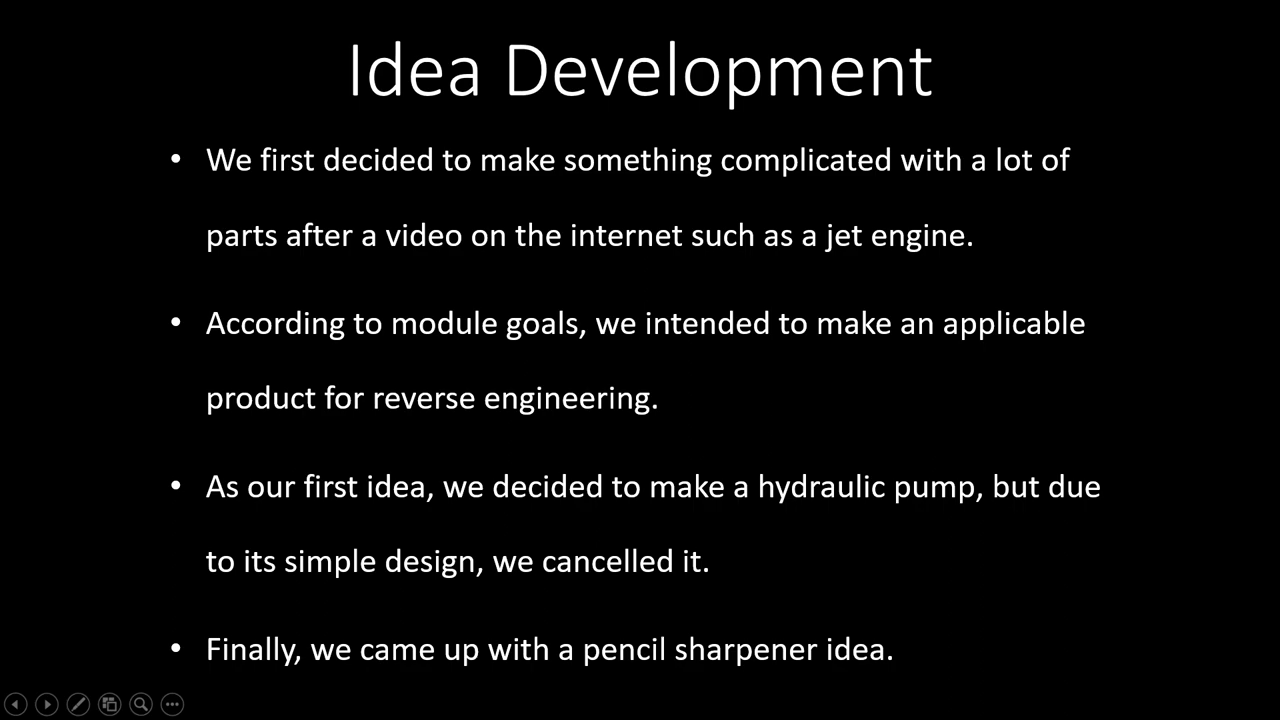 Idea Development
• We first decided to make something complicated with a lot of
parts after a video on the internet such as a jet engine.
• According to module goals, we intended to make an applicable
product for reverse engineering.
• As our first idea, we decided to make a hydraulic pump, but due
to its simple design, we cancelled it.
• Finally, we came up with a pencil sharpener idea.